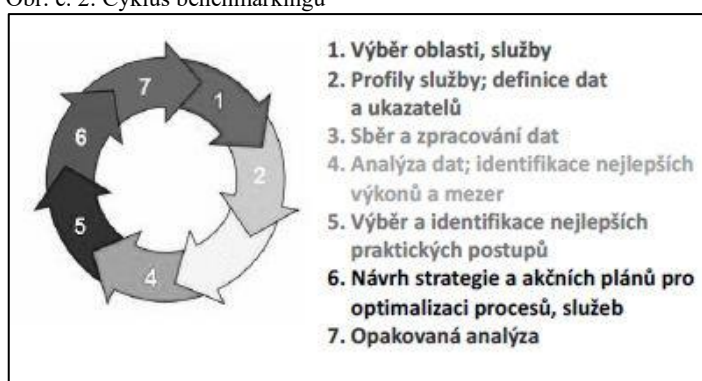 Obr. č. 2. Cyklus benchmarkingu
1. Výběr oblasti, služby
2. Profily služby; definice dat
a ukazatelů
3. Sběr a zpracování dat
4. Analýza dat; identifikace nejlepších
výkonů a mezer
5. Výběr a identifikace nejlepších
praktických postupů
6. Návrh strategie a akčních plánů pro
optimalizaci procesů, služeb
7. Opakovaná analýza
7
1
6
2
5
4